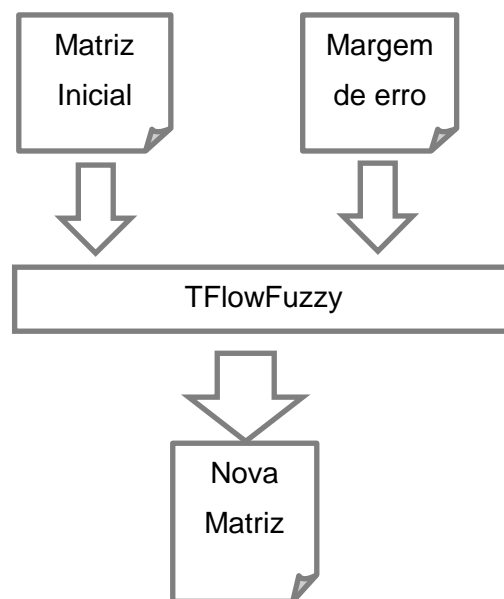 Matriz
Inicial
Margem
de erro
TFlowFuzzy
Nova
Matriz